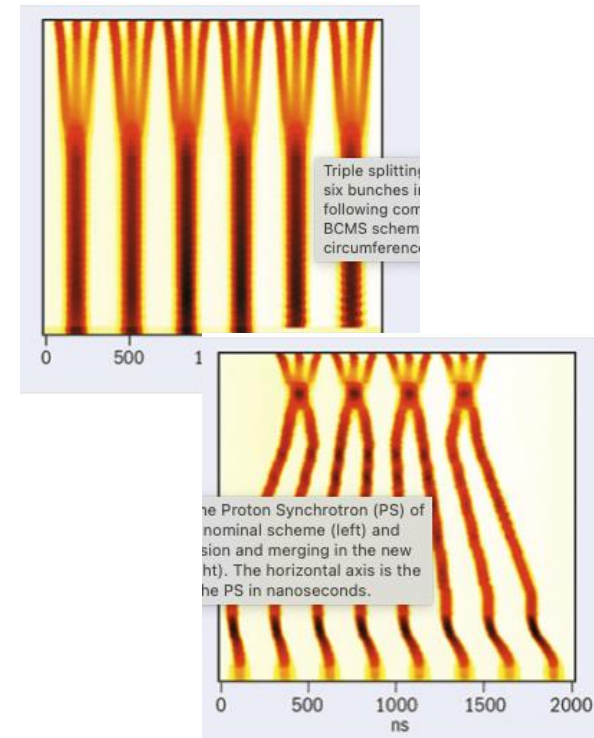 Triple splitting
six bunches i
following com
BCMS schem
circumference
0 500 1
he Proton Synchrotron (PS) of
nominal scheme (left) and
sion and merging in the new
ht). The horizontal axis is the
he PS in nanoseconds.
0 500 1000 1500 2000
ns